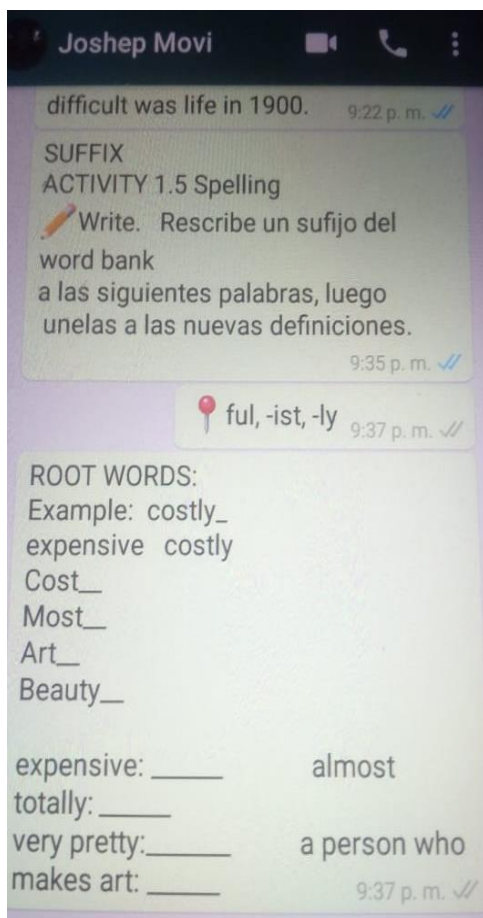 Joshep Movi
difficult was life in 1900. 9:22 p. m.
SUFFIX
ACTIVITY 1.5 Spelling
Write. Rescribe un sufijo del
word bank
a las siguientes palabras, luego
unelas a las nuevas definiciones.
9:35 p. m.
ful, -ist, -ly 9:37 p. m.
ROOT WORDS:
Example: costly_
expensive costly
Cost__
Most__
Art__
Beauty__
expensive: ______ almost
totally: ______
very pretty:______ a person who
makes art: ______ 9:37 p. m.